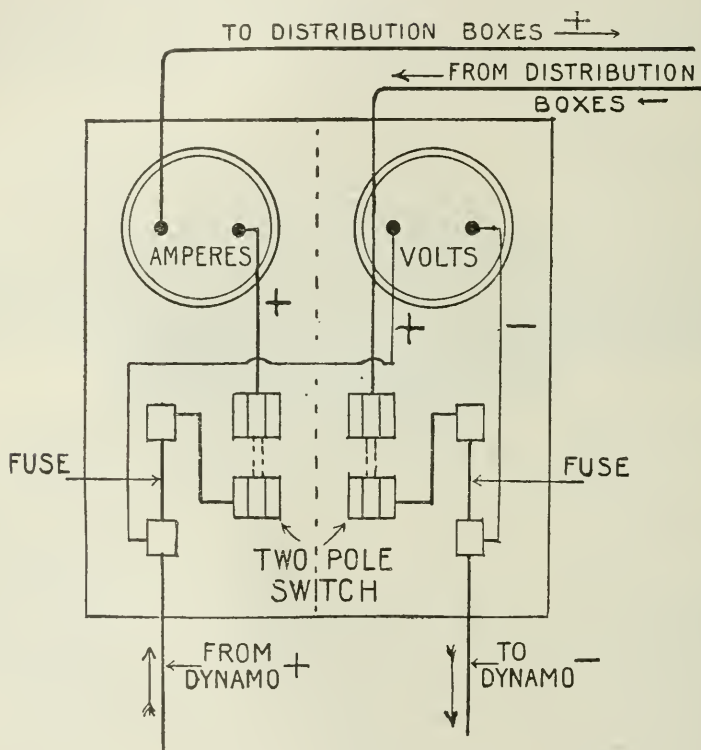 TO DISTRIBUTION BOXES +
FROM DISTRIBUTION
BOXES -
AMPERES
VOLTS
+
+
-
FUSE
FUSE
TWO POLE
SWITCH
FROM +
DYNAMO
TO -
DYNAMO